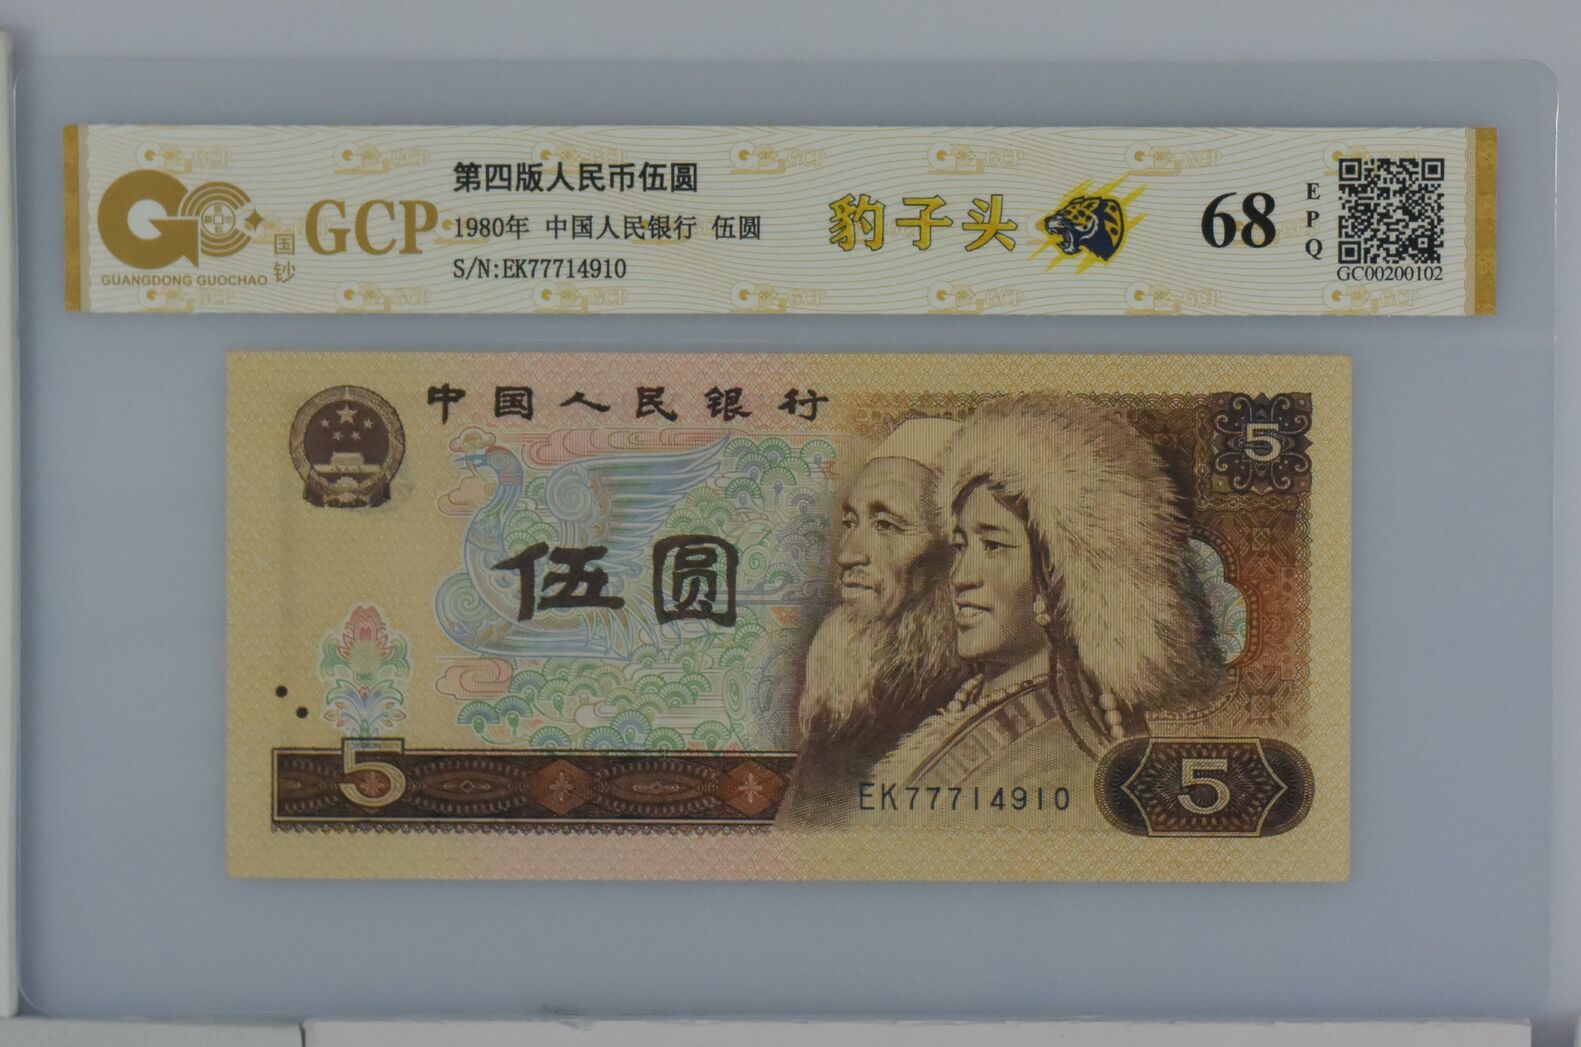 GUANGDONG GUOCHAO
国钞
GCP
第四版人民币伍圆
1980年 中国人民银行 伍圆
S/N:EK77714910
豹子头
68
EPQ
GC00200102
中国人民银行
5
伍圆
5
EK77714910
5